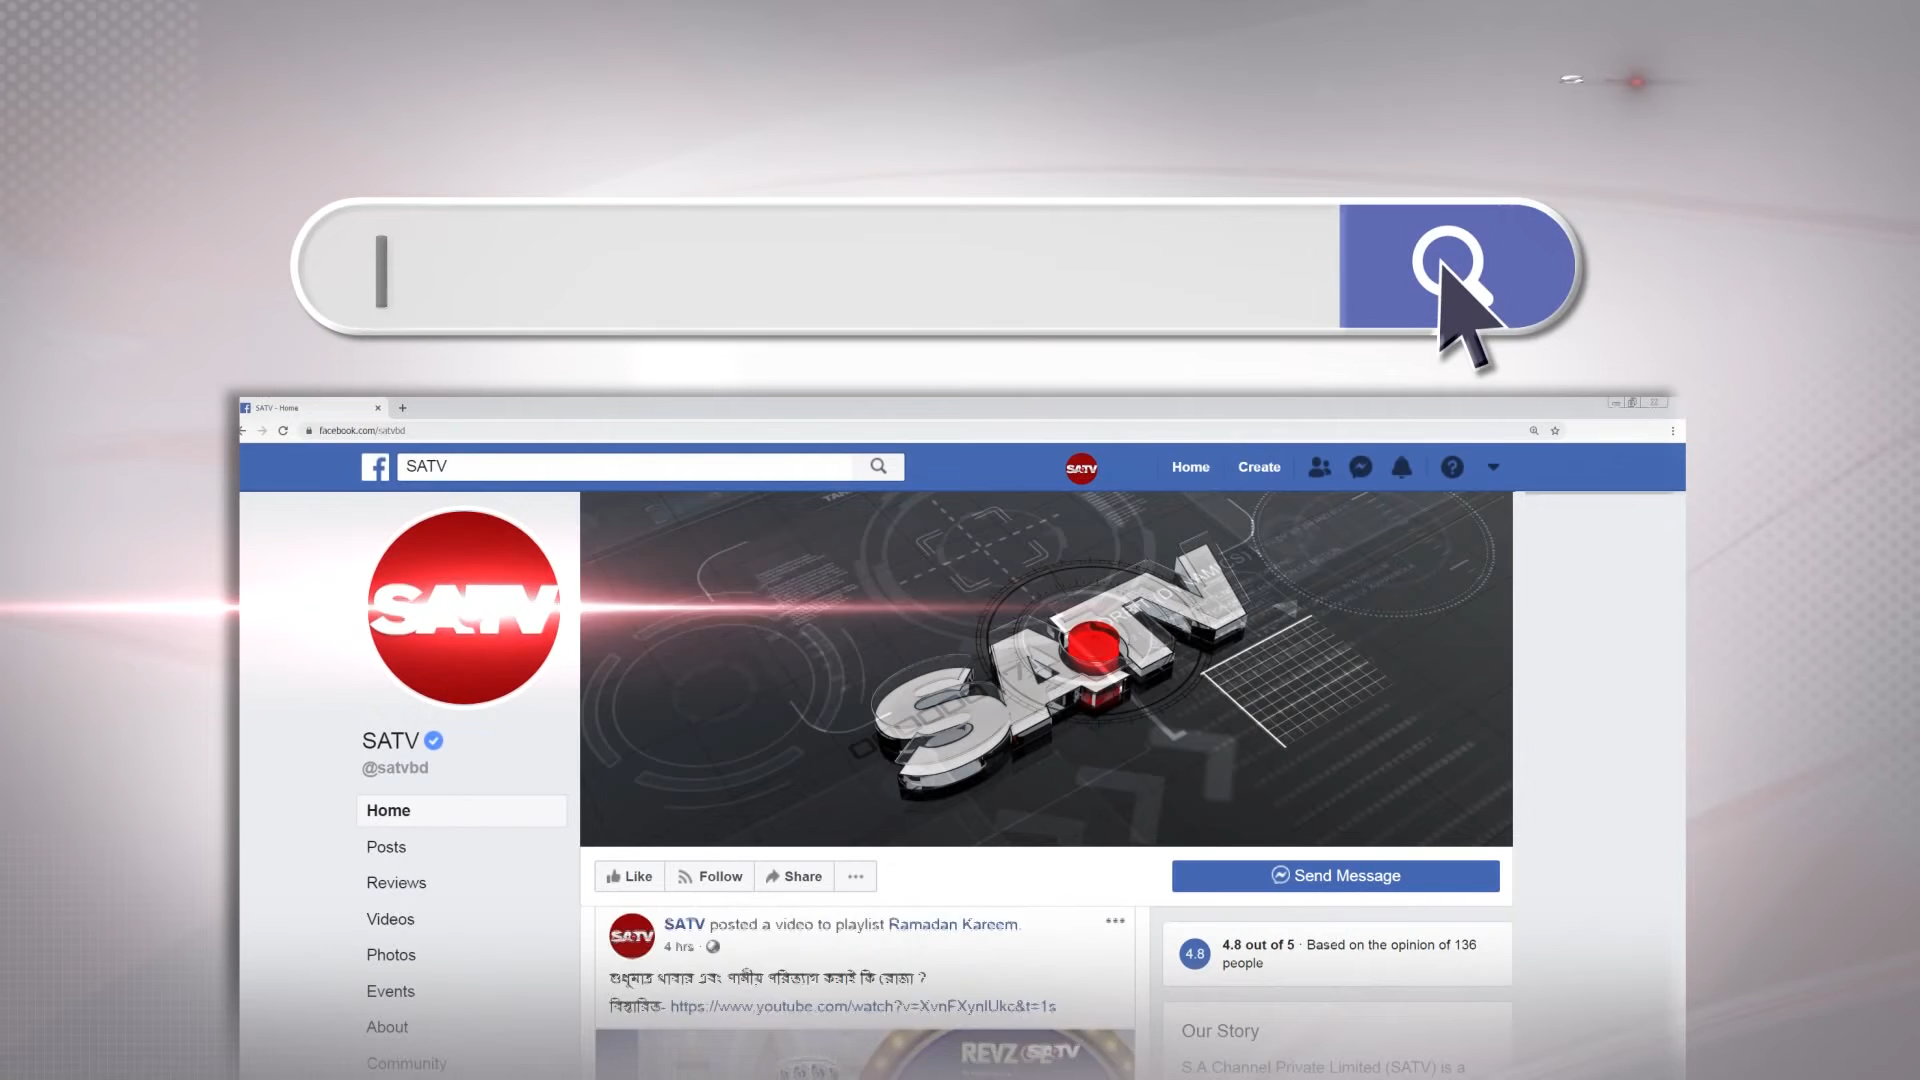 SATV - Home
facebook.com/satvbd
SATV
SATV
Home
Create
SATV
SATV
SATV
@satvbd
Home
Posts
Reviews
Videos
Photos
Events
About
Community
Like
Follow
Share
Send Message
SATV
SATV posted a video to playlist Ramadan Kareem.
4 hrs
শুধুমাত্র খাবার এবং পানীয় পরিত্যাগ করাই কি রোজা ?
বিস্তারিত- https://www.youtube.com/watch?v=XvnFXynIUkc&t=1s
SATV
4.8
4.8 out of 5 · Based on the opinion of 136
people
Our Story
S.A Channel Private Limited (SATV) is a